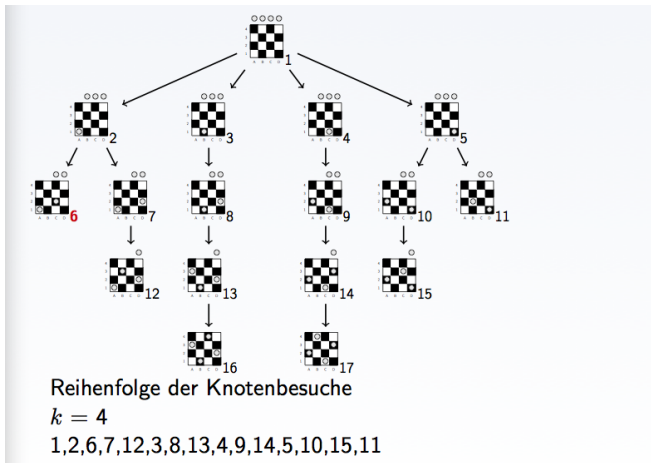 1
2 3 4 5
6 7 8 9 10 11
12 13 14 15
16 17
Reihenfolge der Knotenbesuche
k = 4
1,2,6,7,12,3,8,13,4,9,14,5,10,15,11